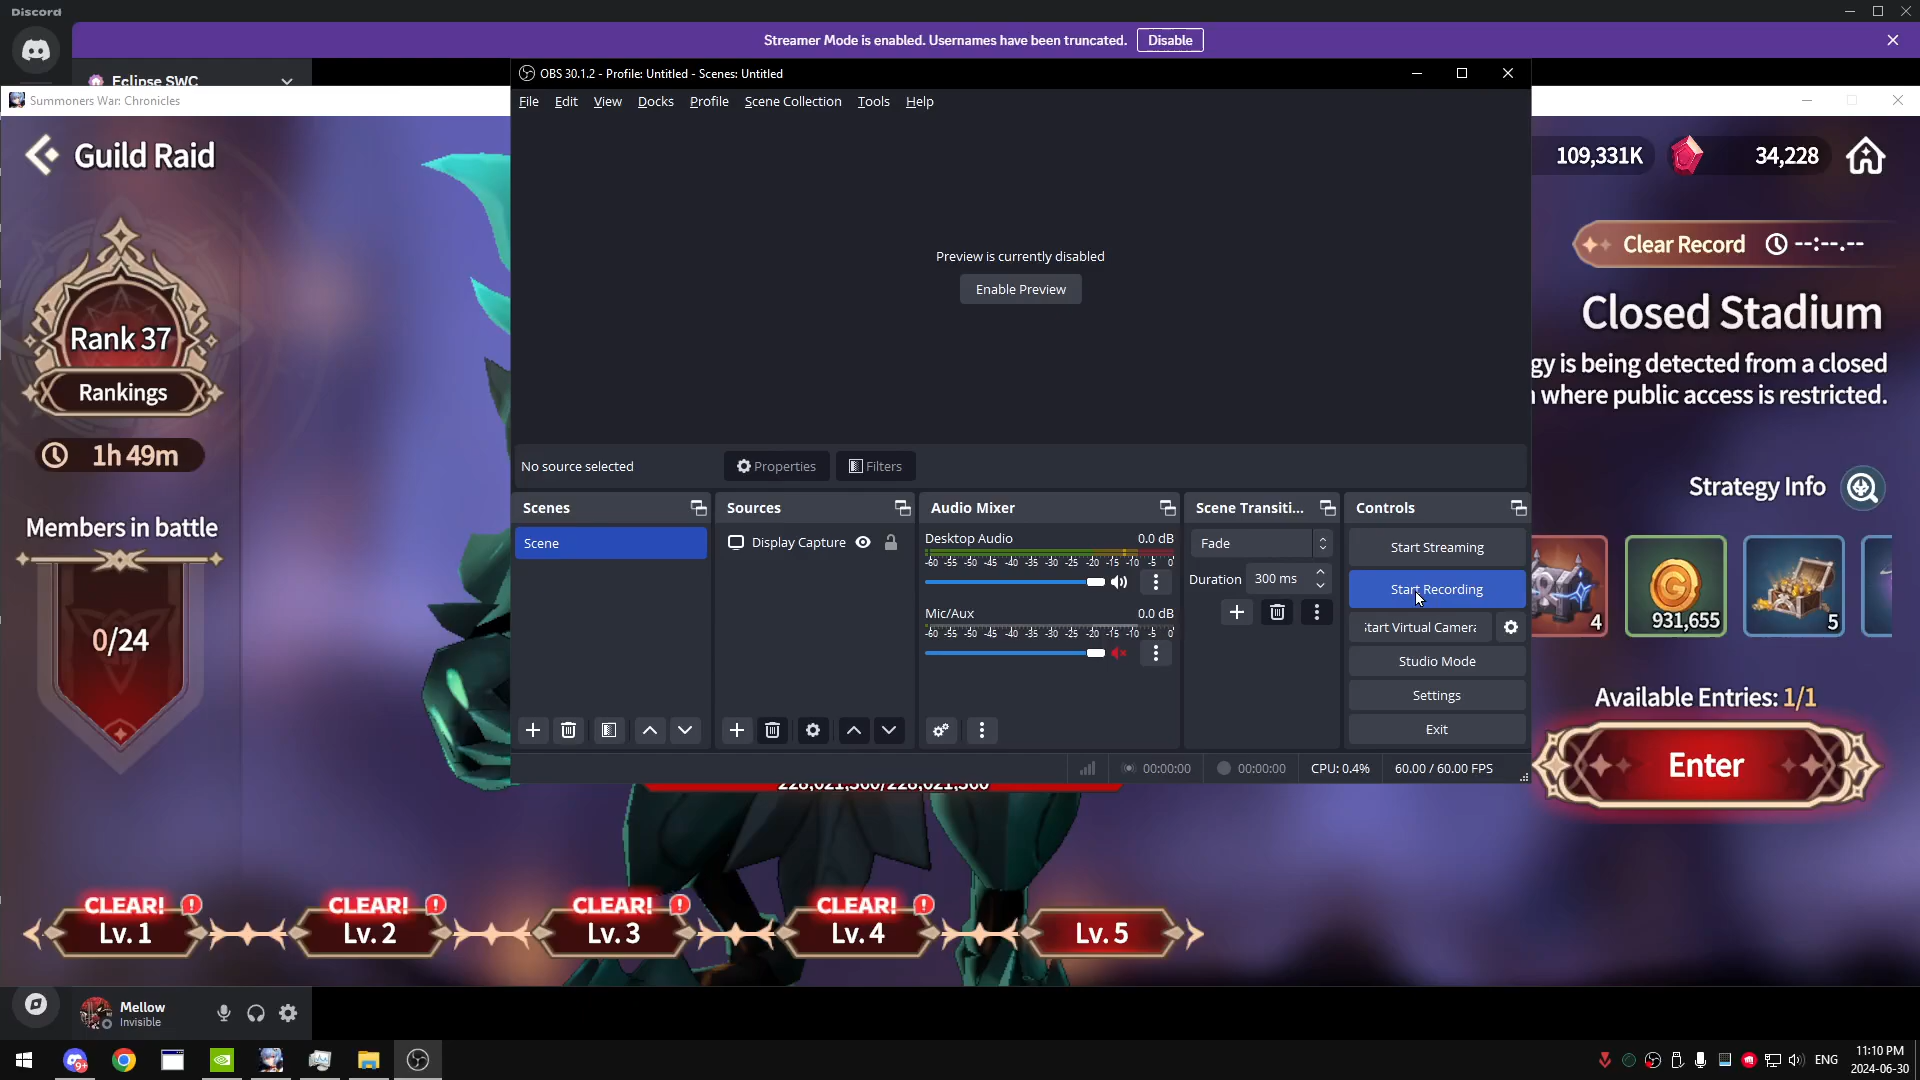 Discord
Streamer Mode is enabled. Usernames have been truncated.
Disable
Eclipse SWC
OBS 30.1.2 - Profile: Untitled - Scenes: Untitled
Summoners War: Chronicles
File Edit View Docks Profile Scene Collection Tools Help
Guild Raid
109,331K
34,228
Clear Record --:--.--
Rank 37
Rankings
1h 49m
Members in battle
0/24
Preview is currently disabled
Enable Preview
Closed Stadium
gy is being detected from a closed
where public access is restricted.
Strategy Info
4
931,655
5
Available Entries: 1/1
Enter
No source selected
Properties
Filters
Scenes
Scene
Sources
Display Capture
Audio Mixer
Desktop Audio 0.0 dB
-60 -55 -50 -45 -40 -35 -30 -25 -20 -15 -10 -5 0
Mic/Aux 0.0 dB
-60 -55 -50 -45 -40 -35 -30 -25 -20 -15 -10 -5 0
Scene Transiti...
Fade
Duration 300 ms
Controls
Start Streaming
Start Recording
tart Virtual Camera
Studio Mode
Settings
Exit
00:00:00
00:00:00
CPU: 0.4%
60.00 / 60.00 FPS
228,021,360/228,021,360
CLEAR!
Lv. 1
CLEAR!
Lv. 2
CLEAR!
Lv. 3
CLEAR!
Lv. 4
Lv. 5
Mellow
Invisible
9+
ENG
11:10 PM
2024-06-30